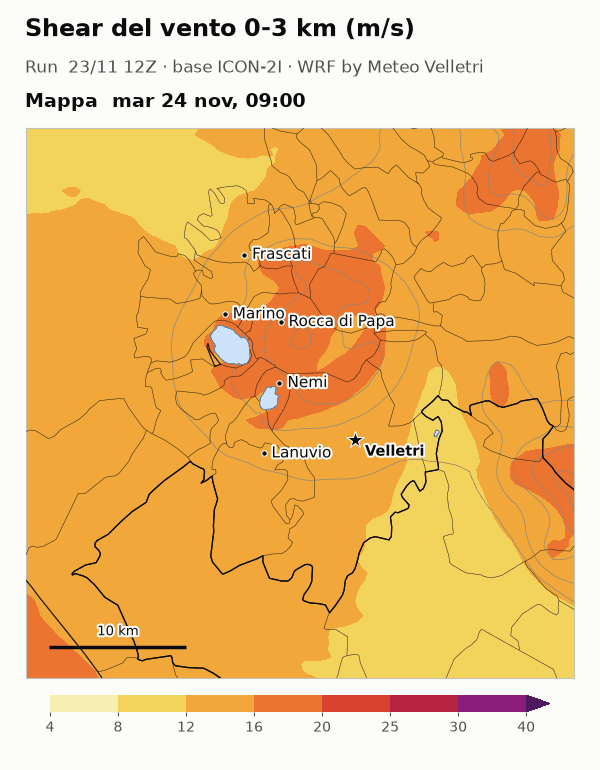 Shear del vento 0-3 km (m/s)
Run  23/11 12Z · base ICON-2I · WRF by Meteo Velletri
Mappa  mar 24 nov, 09:00
Frascati
Marino
Rocca di Papa
Nemi
Velletri
Lanuvio
10 km
4 8 12 16 20 25 30 40